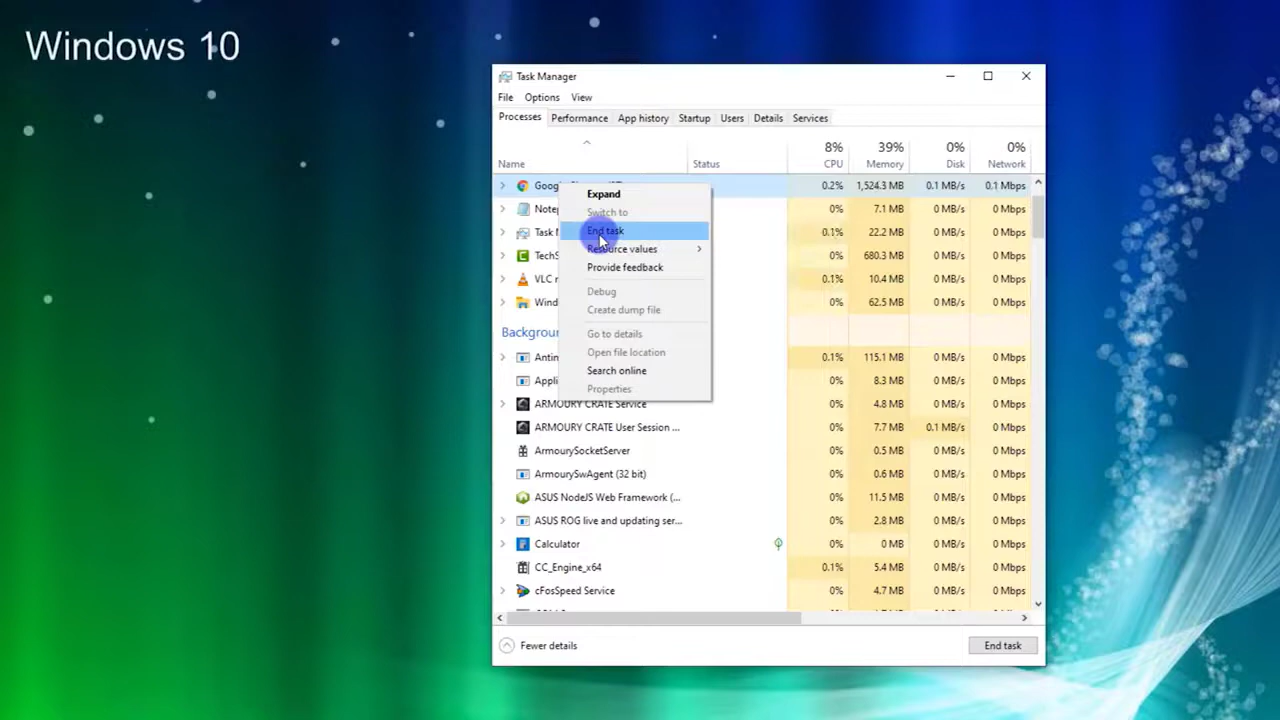 Windows 10
Task Manager
File Options View
Processes Performance App history Startup Users Details Services
8% 39% 0% 0%
Name Status CPU Memory Disk Network
0.2% 1,524.3 MB 0.1 MB/s 0.1 Mbps
0% 7.1 MB 0 MB/s 0 Mbps
0.1% 22.2 MB 0 MB/s 0 Mbps
0% 680.3 MB 0 MB/s 0 Mbps
VLC 0.1% 10.4 MB 0 MB/s 0 Mbps
0% 62.5 MB 0 MB/s 0 Mbps
Expand
Switch to
End task
Resource values
Provide feedback
Debug
Create dump file
Go to details
Open file location
Search online
Properties
0.1% 115.1 MB 0 MB/s 0 Mbps
0% 8.3 MB 0 MB/s 0 Mbps
ARMOURY CRATE Service 0% 4.8 MB 0 MB/s 0 Mbps
ARMOURY CRATE User Session ... 0% 7.7 MB 0.1 MB/s 0 Mbps
ArmourySocketServer 0% 0.5 MB 0 MB/s 0 Mbps
ArmourySwAgent (32 bit) 0% 0.6 MB 0 MB/s 0 Mbps
ASUS NodeJS Web Framework (... 0% 11.5 MB 0 MB/s 0 Mbps
ASUS ROG live and updating ser... 0% 2.8 MB 0 MB/s 0 Mbps
Calculator 0% 0 MB 0 MB/s 0 Mbps
CC_Engine_x64 0.1% 5.4 MB 0 MB/s 0 Mbps
cFosSpeed Service 0% 4.7 MB 0 MB/s 0 Mbps
Fewer details End task